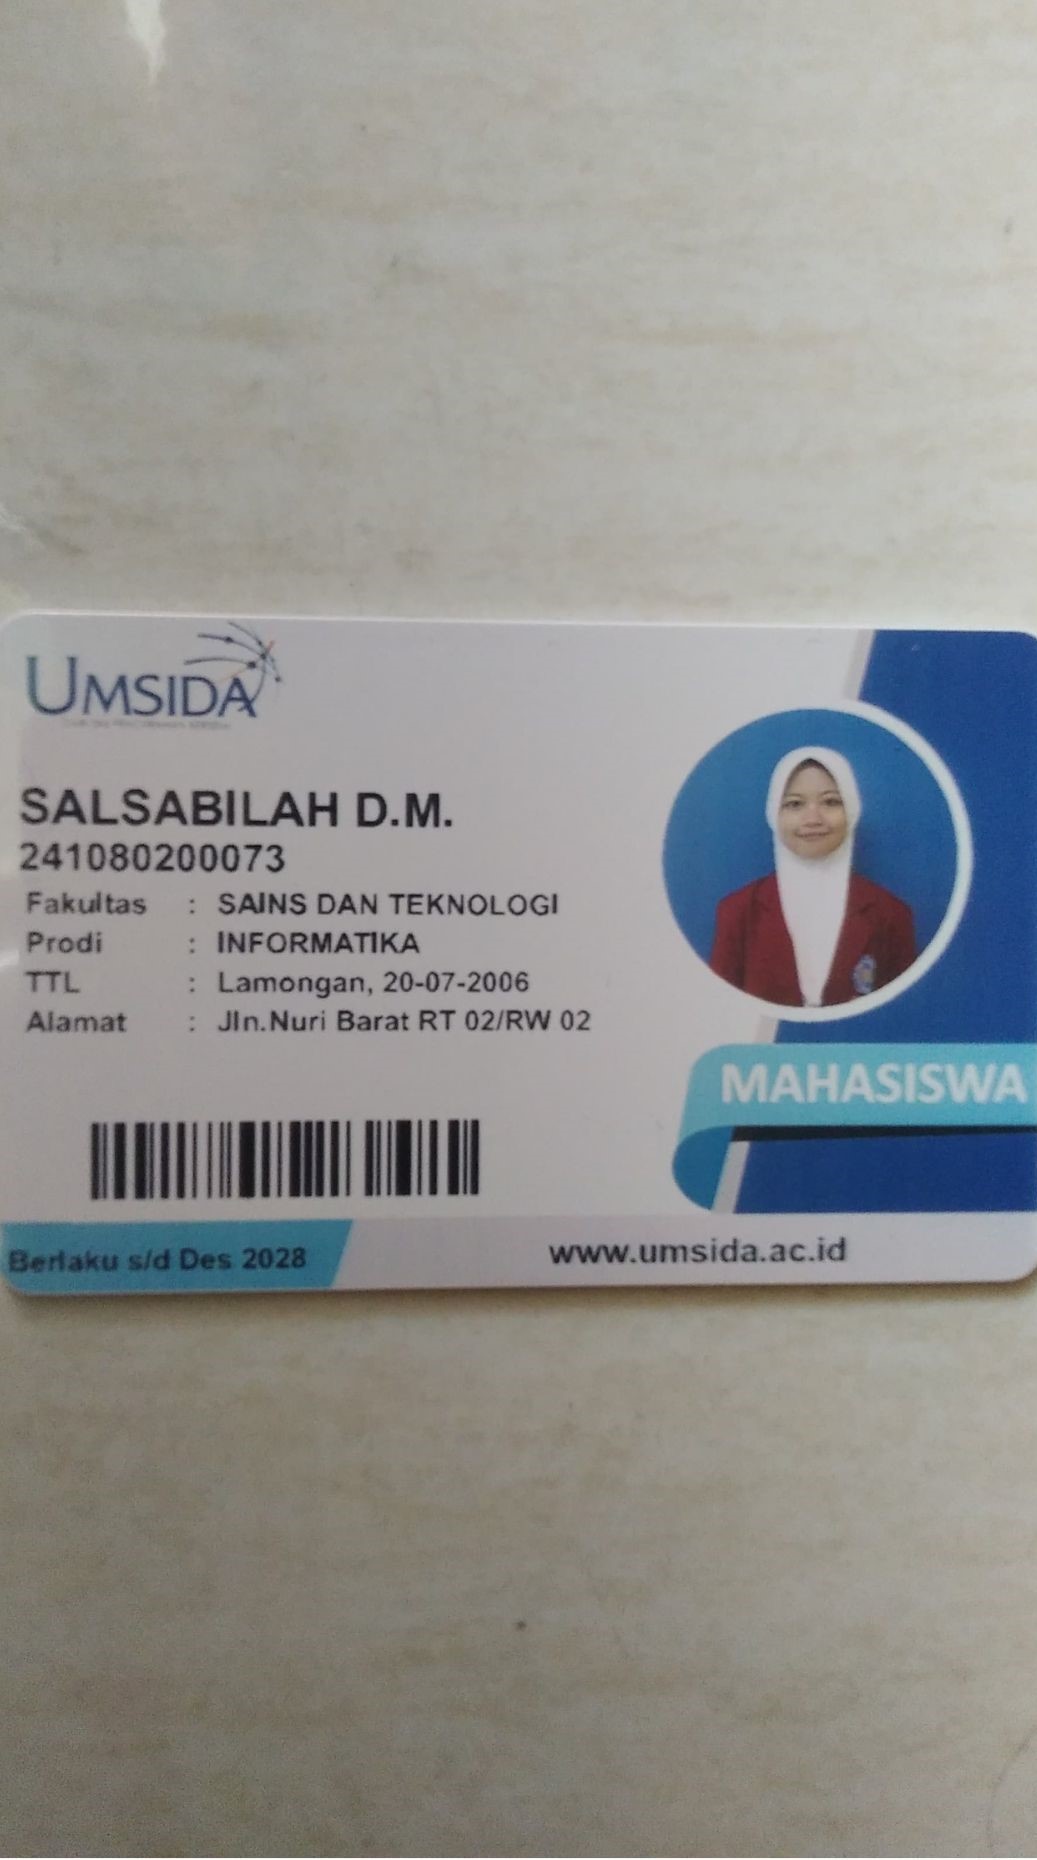 UMSIDA
SALSABILAH D.M.
241080200073
Fakultas : SAINS DAN TEKNOLOGI
Prodi : INFORMATIKA
TTL : Lamongan, 20-07-2006
Alamat : Jln.Nuri Barat RT 02/RW 02
MAHASISWA
Berlaku s/d Des 2028
www.umsida.ac.id